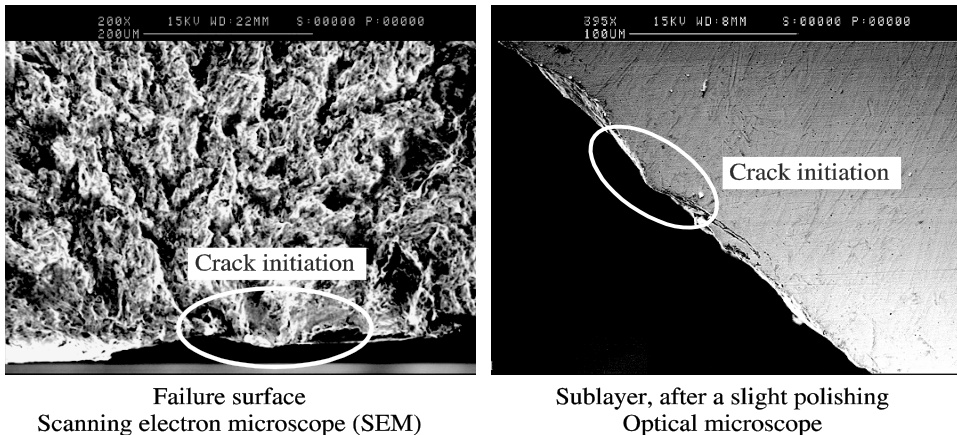 200X 15KV WD:22MM S:00000 P:00000
200UM
Crack initiation
Failure surface
Scanning electron microscope (SEM)
395X 15KV WD:8MM S:00000 P:00000
100UM
Crack initiation
Sublayer, after a slight polishing
Optical microscope